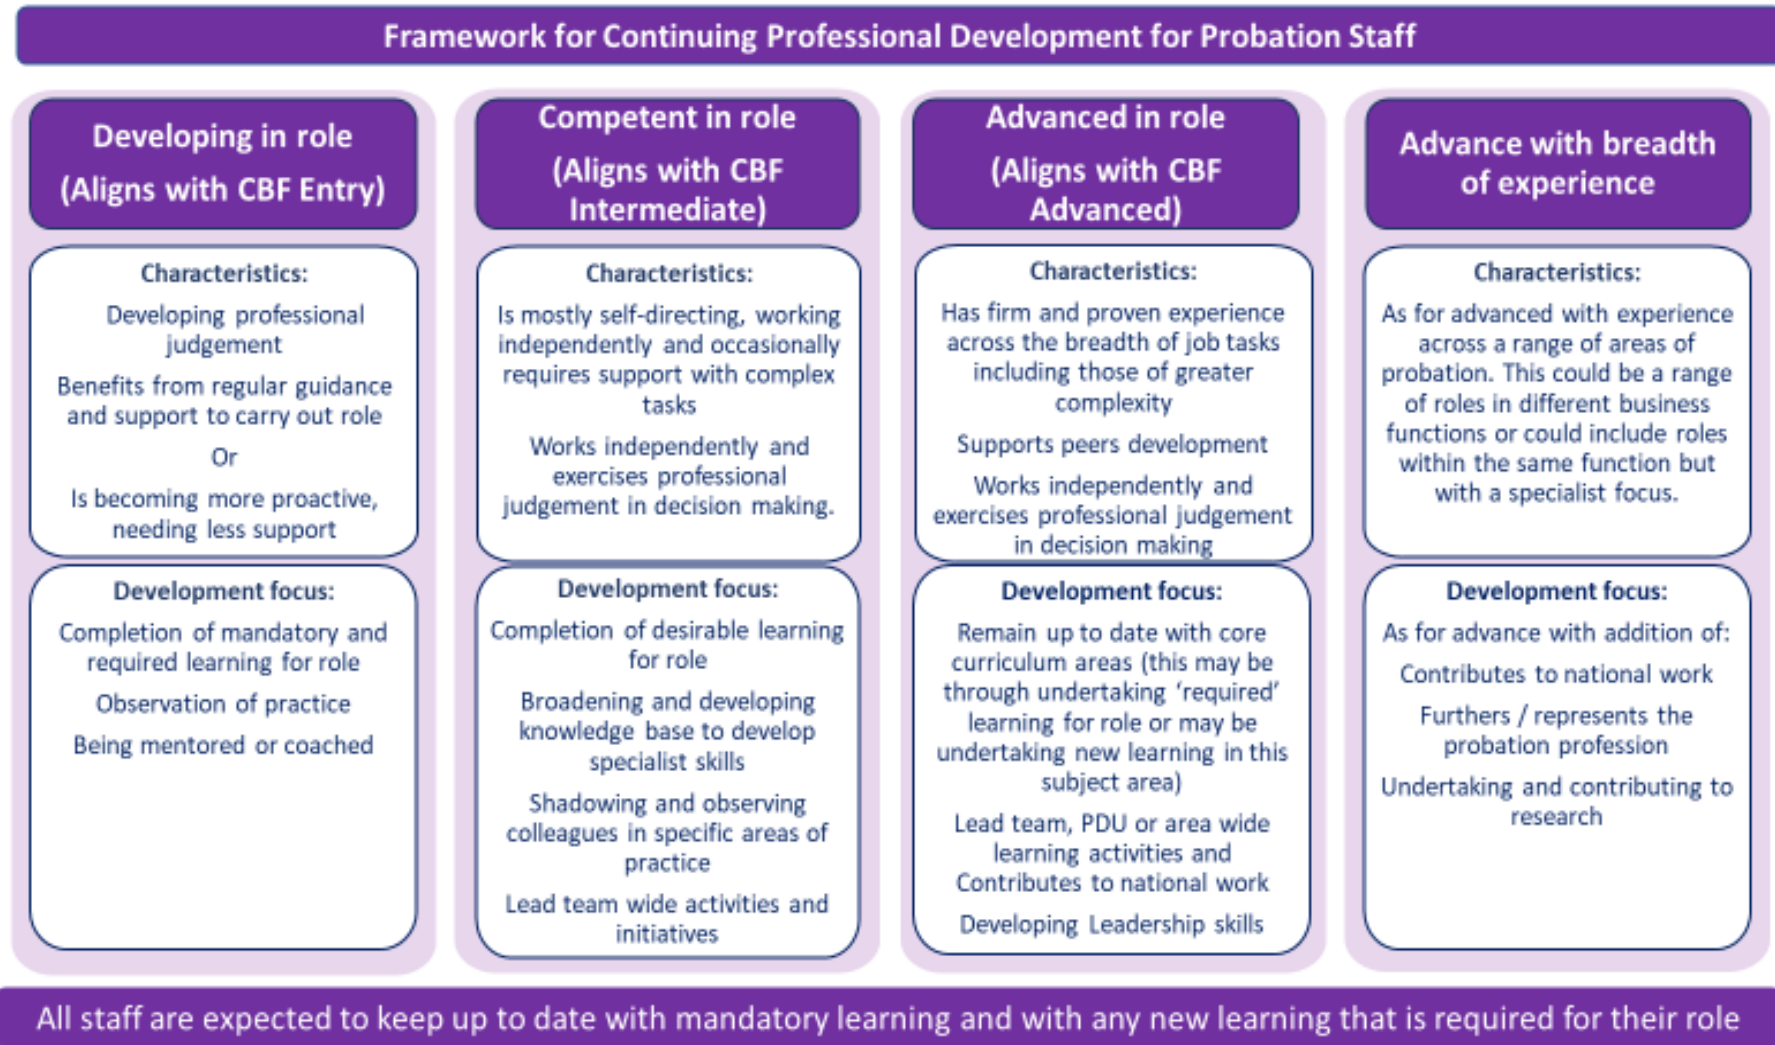 Framework for Continuing Professional Development for Probation Staff
Developing in role
(Aligns with CBF Entry)
Characteristics:
Developing professional
judgement
Benefits from regular guidance
and support to carry out role
Or
Is becoming more proactive,
needing less support
Development focus:
Completion of mandatory and
required learning for role
Observation of practice
Being mentored or coached
Competent in role
(Aligns with CBF
Intermediate)
Characteristics:
Is mostly self-directing, working
independently and occasionally
requires support with complex
tasks
Works independently and
exercises professional
judgement in decision making.
Development focus:
Completion of desirable learning
for role
Broadening and developing
knowledge base to develop
specialist skills
Shadowing and observing
colleagues in specific areas of
practice
Lead team wide activities and
initiatives
Advanced in role
(Aligns with CBF
Advanced)
Characteristics:
Has firm and proven experience
across the breadth of job tasks
including those of greater
complexity
Supports peers development
Works independently and
exercises professional judgement
in decision making
Development focus:
Remain up to date with core
curriculum areas (this may be
through undertaking ‘required’
learning for role or may be
undertaking new learning in this
subject area)
Lead team, PDU or area wide
learning activities and
Contributes to national work
Developing Leadership skills
Advance with breadth
of experience
Characteristics:
As for advanced with experience
across a range of areas of
probation. This could be a range
of roles in different business
functions or could include roles
within the same function but
with a specialist focus.
Development focus:
As for advance with addition of:
Contributes to national work
Furthers / represents the
probation profession
Undertaking and contributing to
research
All staff are expected to keep up to date with mandatory learning and with any new learning that is required for their role